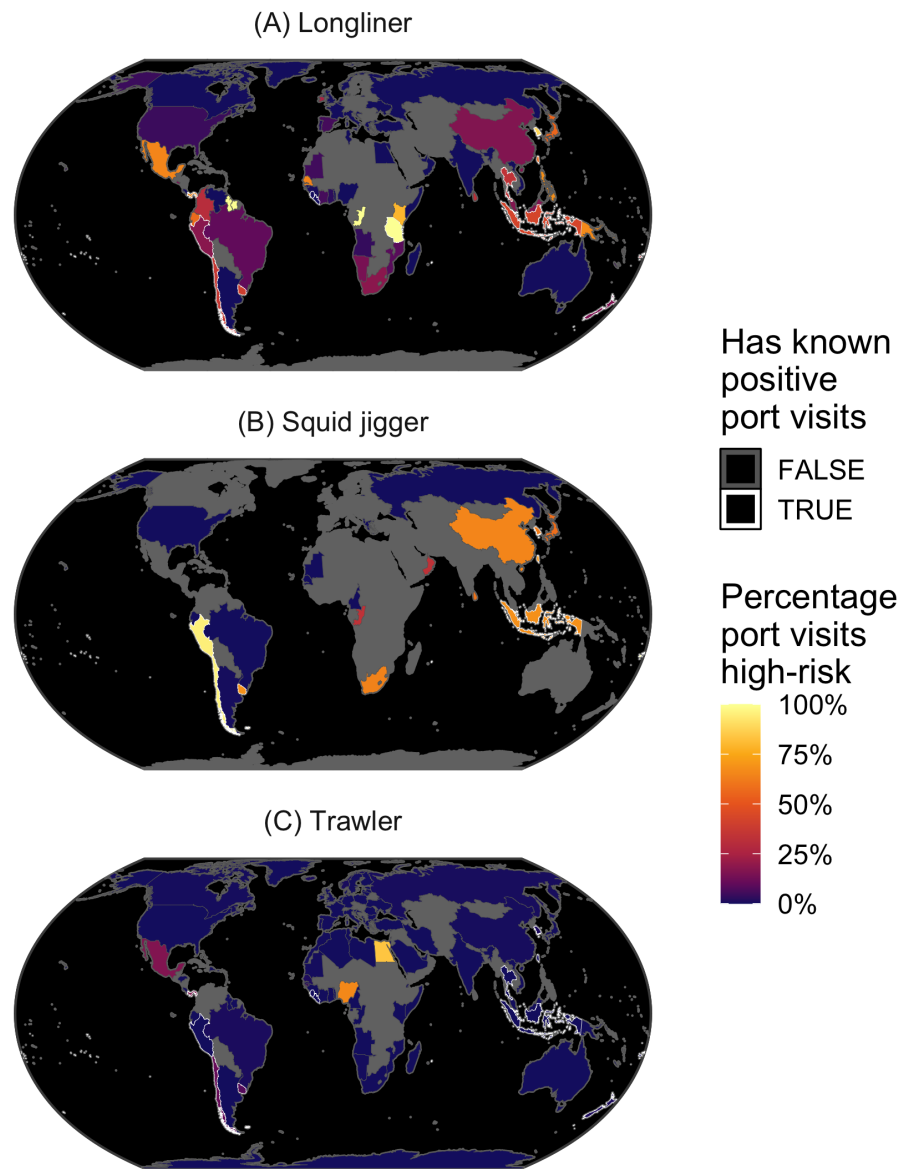 (A) Longliner
(B) Squid jigger
(C) Trawler
Has known
positive
port visits
FALSE
TRUE
Percentage
port visits
high-risk
100%
75%
50%
25%
0%